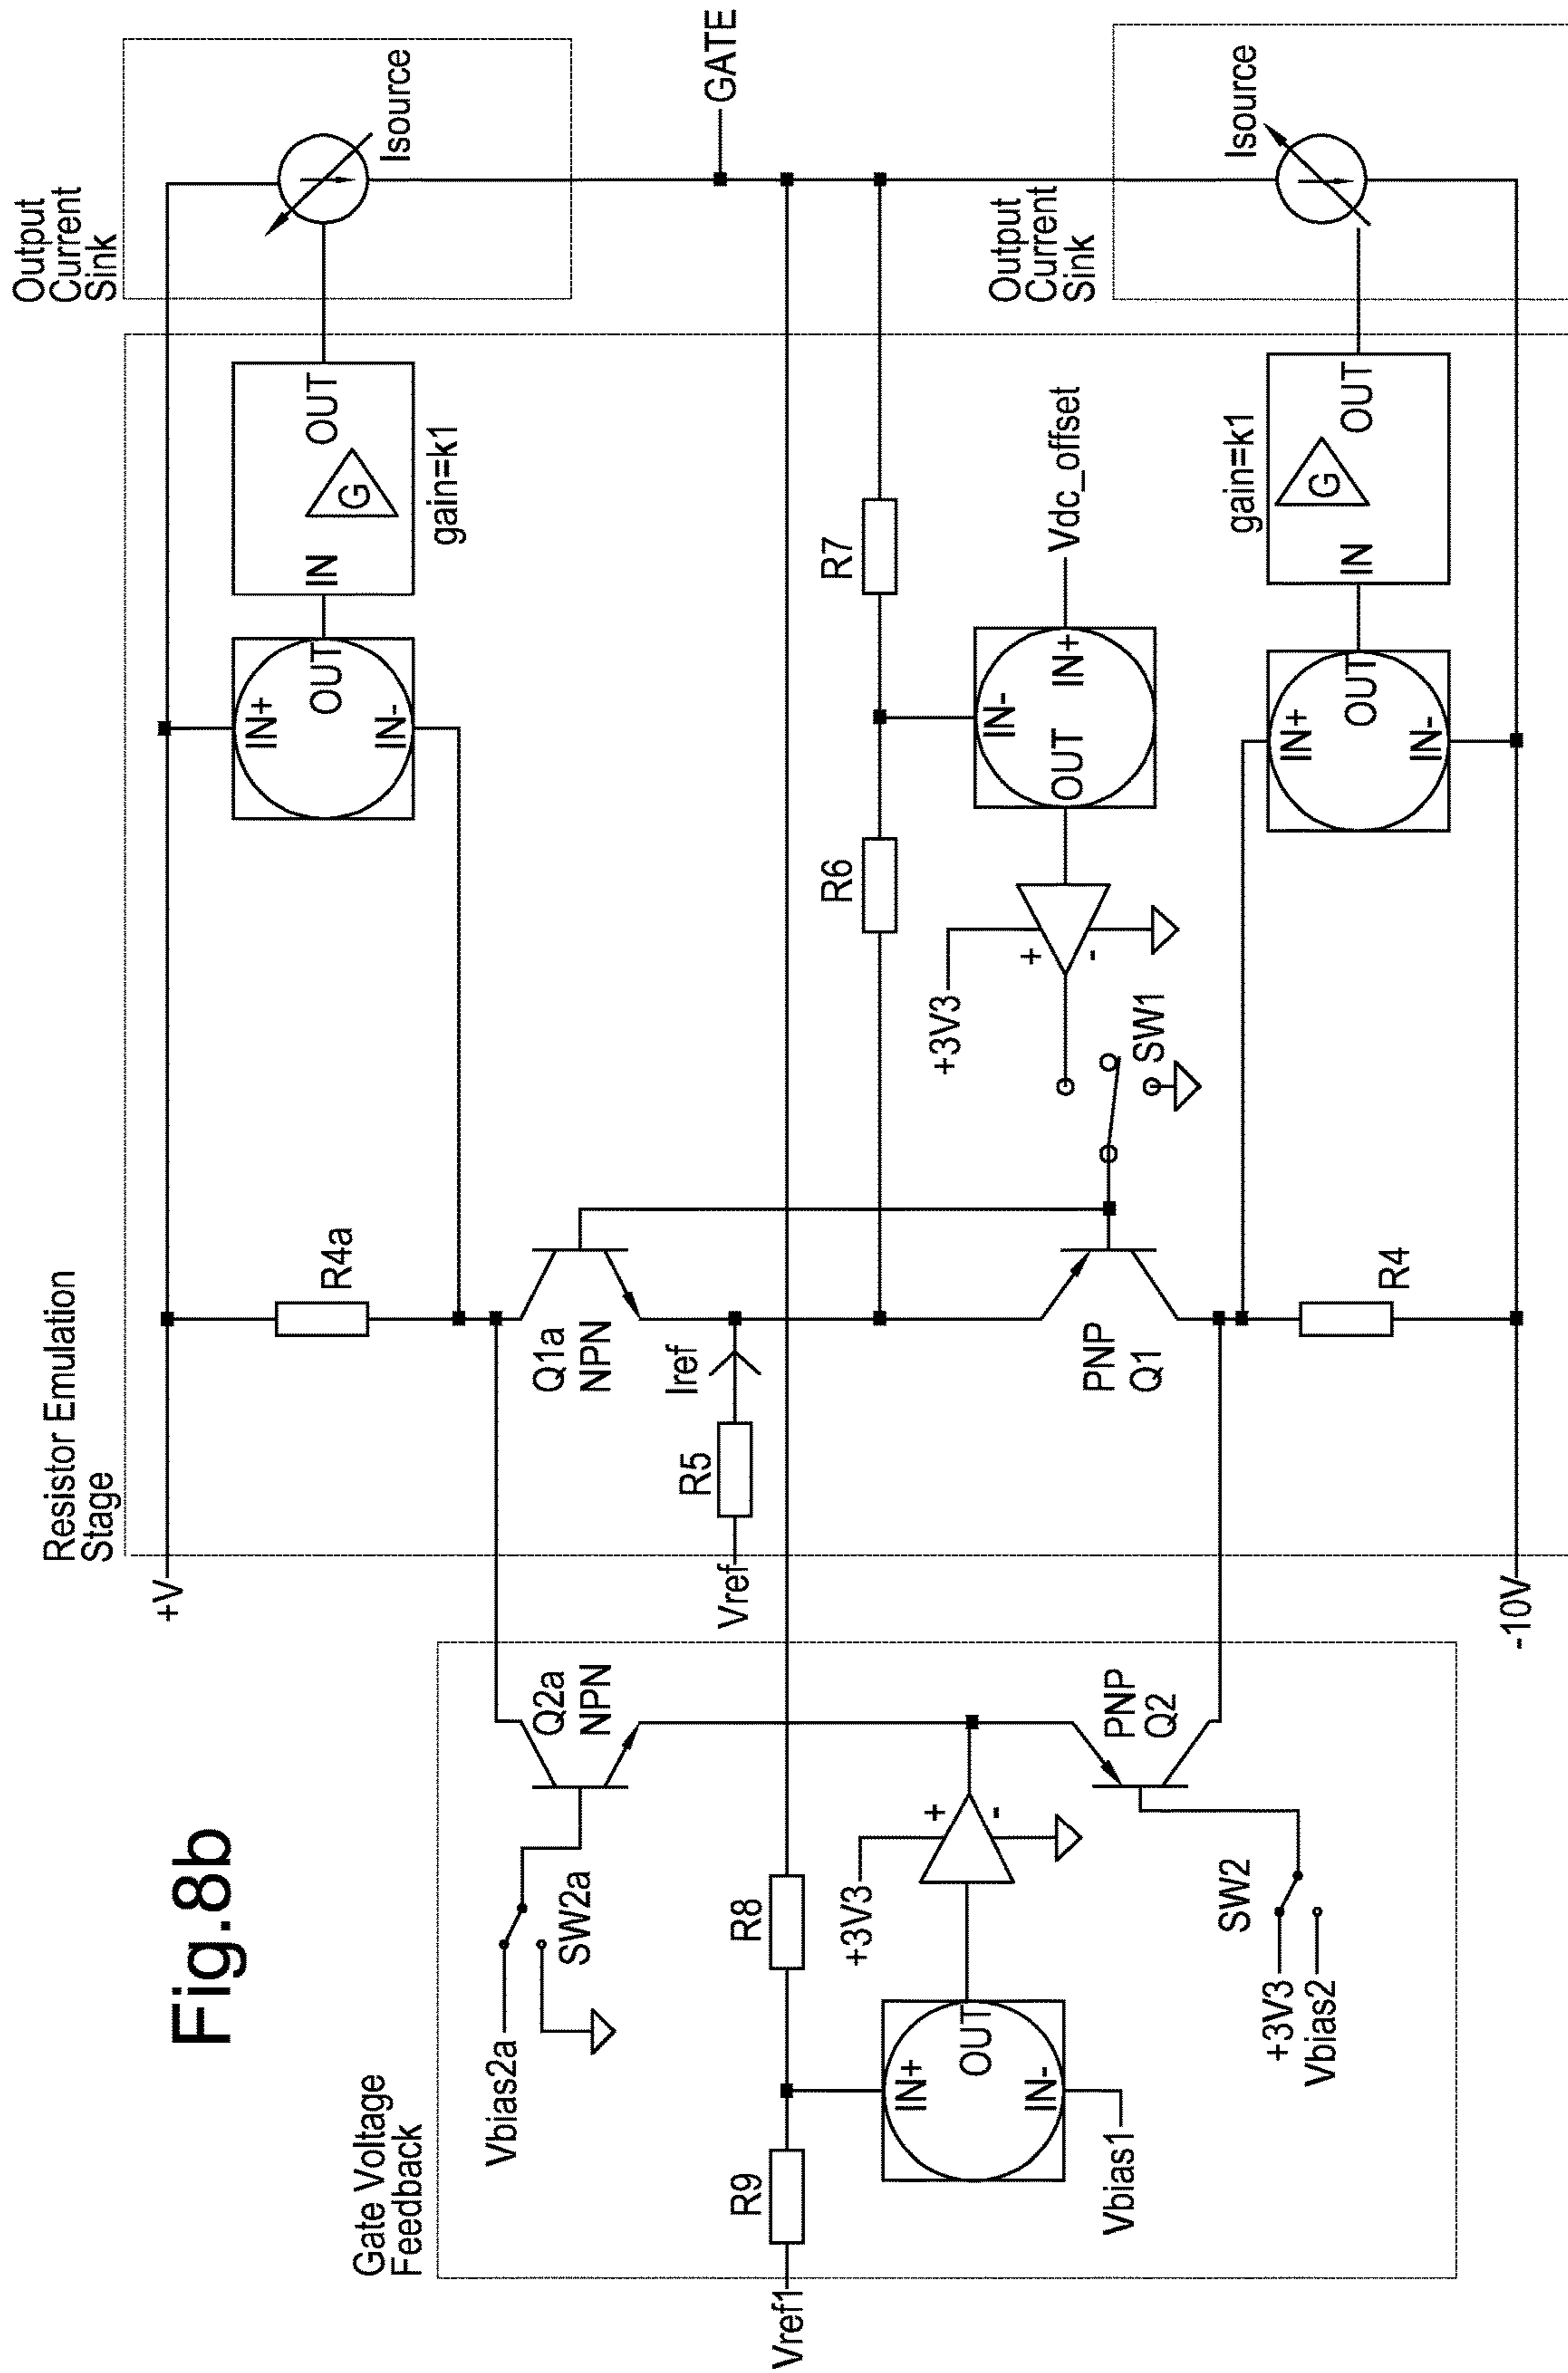 Fig.8b
Resistor Emulation
Stage
Output
Current
Sink
Output
Current
Sink
Gate Voltage
Feedback
+V
R4a
IN+
OUT
IN-
IN
G
OUT
gain=k1
Isource
GATE
Q1a
NPN
Iref
R5
Vref
R6
R7
+3V3
+
-
IN-
OUT
IN+
Vdc_offset
SW1
PNP
Q1
R4
IN+
OUT
IN-
IN
G
OUT
gain=k1
Isource
-10V
Vbias2a
SW2a
Q2a
NPN
Vref1
R9
R8
+3V3
+
-
IN+
OUT
IN-
Vbias1
PNP
Q2
SW2
+3V3
Vbias2